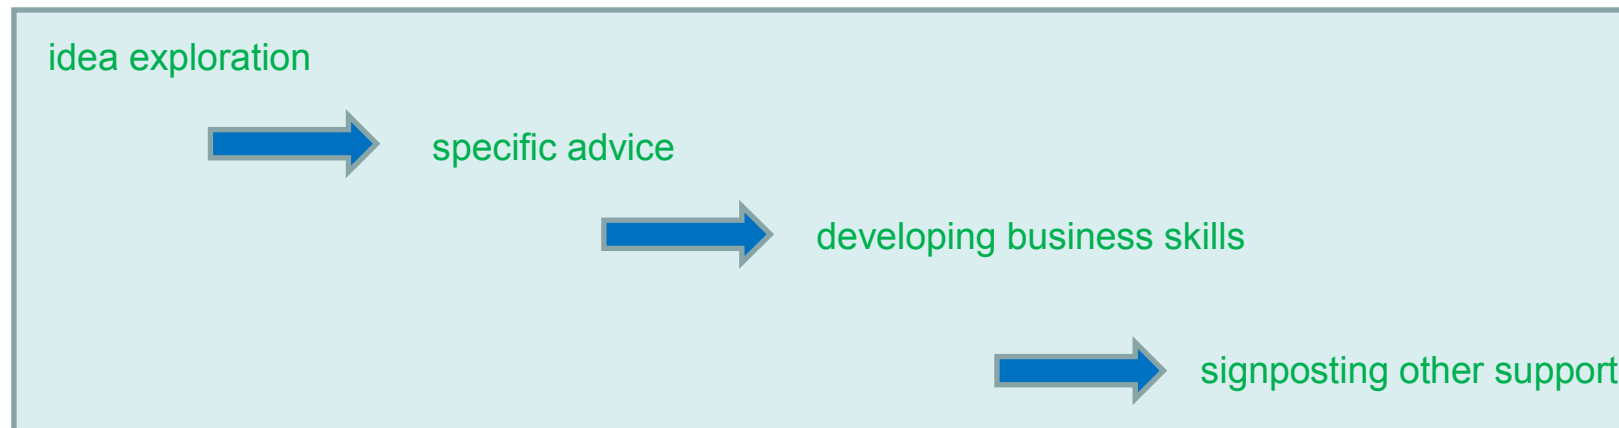 idea exploration
specific advice
developing business skills
signposting other support